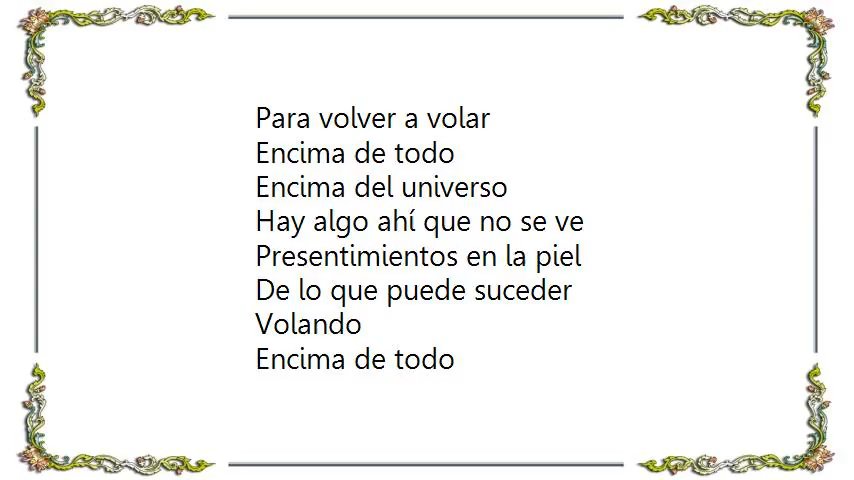 Para volver a volar
Encima de todo
Encima del universo
Hay algo ahí que no se ve
Presentimientos en la piel
De lo que puede suceder
Volando
Encima de todo